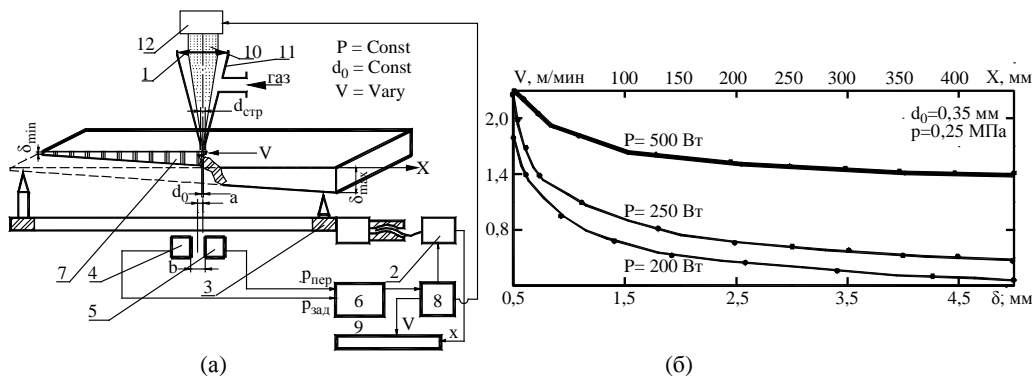 12
1
10
11
P = Const
d₀ = Const
V = Vary
газ
dстр
δmin
V
X
δmax
d₀
a
7
4
b
5
3
2
pпер
pзад
6
8
9
V
x
(а)
V, м/мин
100
150
200
250
300
350
400
X, мм
2,0
1,4
0,8
d₀=0,35 мм
p=0,25 МПа
P=500 Вт
P= 250 Вт
P= 200 Вт
0,5
1,5
2,5
3,5
4,5
δ; мм
(б)